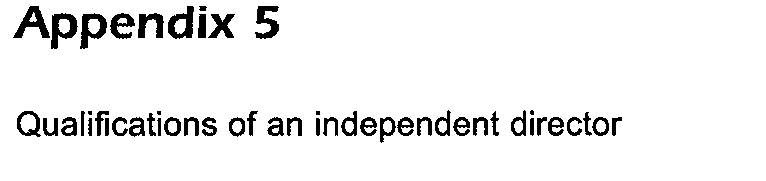 Appendix 5
Qualifications of an independent director